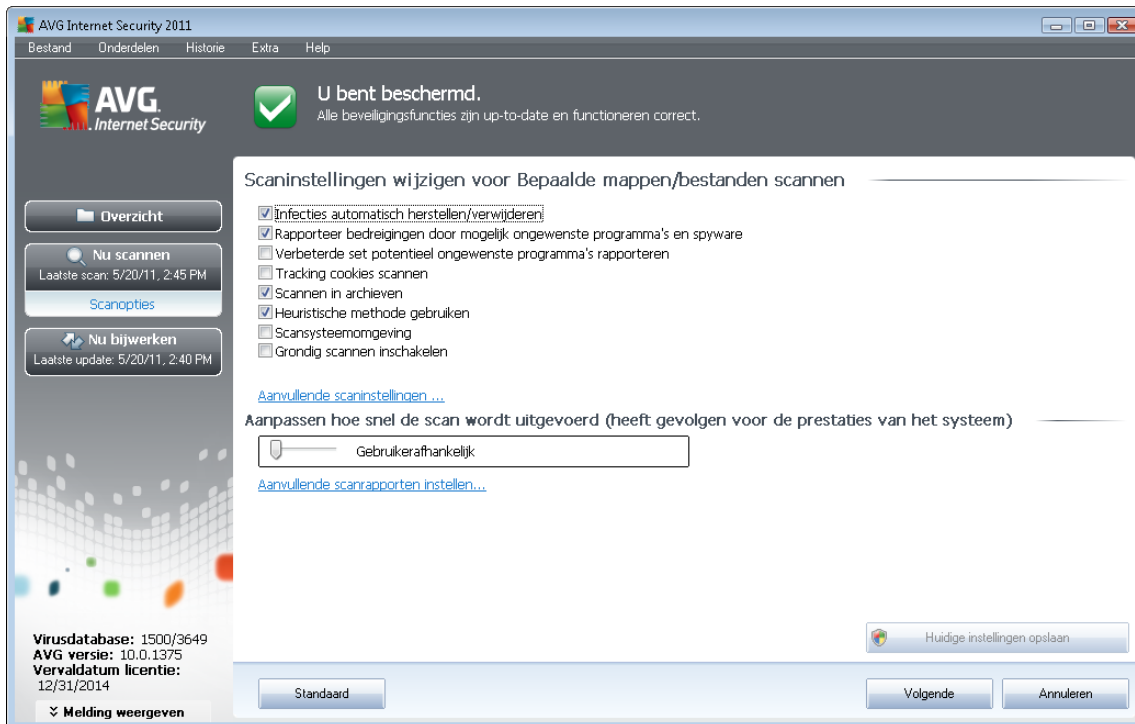 AVG Internet Security 2011
Bestand Onderdelen Historie Extra Help
AVG.
Internet Security
U bent beschermd.
Alle beveiligingsfuncties zijn up-to-date en functioneren correct.
Overzicht
Nu scannen
Laatste scan: 5/20/11, 2:45 PM
Scanopties
Nu bijwerken
Laatste update: 5/20/11, 2:40 PM
Scaninstellingen wijzigen voor Bepaalde mappen/bestanden scannen
Infecties automatisch herstellen/verwijderen
Rapporteer bedreigingen door mogelijk ongewenste programma's en spyware
Verbeterde set potentieel ongewenste programma's rapporteren
Tracking cookies scannen
Scannen in archieven
Heuristische methode gebruiken
Scansysteemomgeving
Grondig scannen inschakelen
Aanvullende scaninstellingen ...
Aanpassen hoe snel de scan wordt uitgevoerd (heeft gevolgen voor de prestaties van het systeem)
Gebruikerafhankelijk
Aanvullende scanrapporten instellen...
Virusdatabase: 1500/3649
AVG versie: 10.0.1375
Vervaldatum licentie:
12/31/2014
Melding weergeven
Huidige instellingen opslaan
Standaard
Volgende
Annuleren